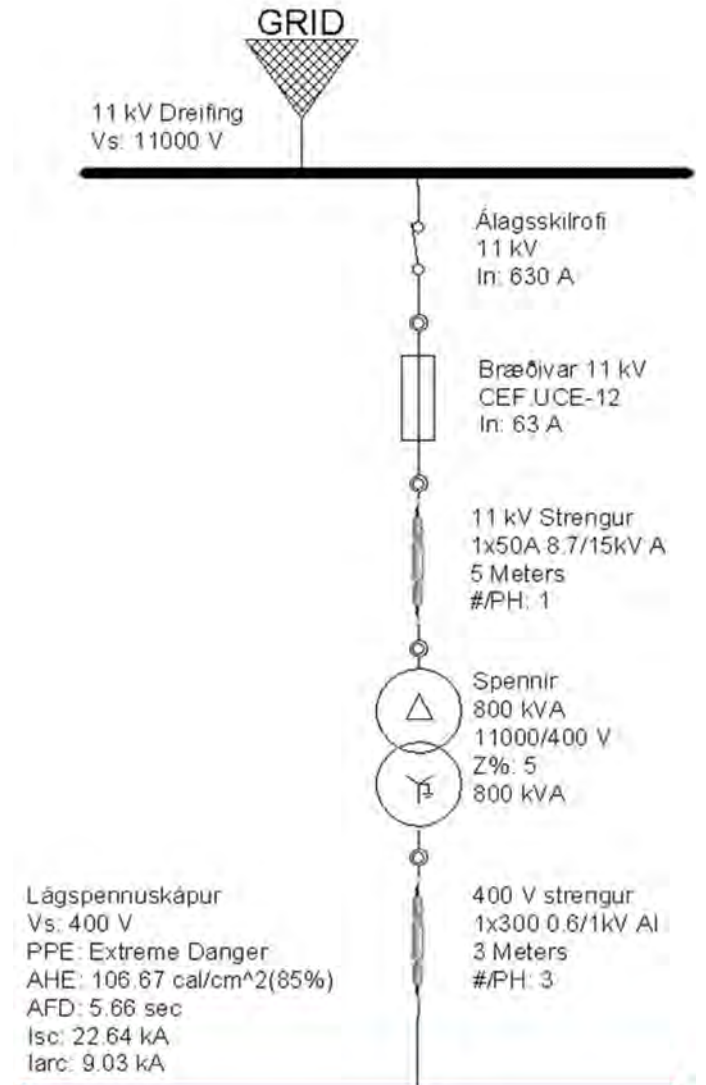 GRID
11 kV Dreifing
Vs: 11000 V
Álagsskilrofi
11 kV
In: 630 A
Bræðivar 11 kV
CEF.UCE-12
In: 63 A
11 kV Strengur
1x50A 8.7/15kV A
5 Meters
#/PH: 1
Spennir
800 kVA
11000/400 V
Z%: 5
800 kVA
400 V strengur
1x300 0.6/1kV Al
3 Meters
#/PH: 3
Lágspennuskápur
Vs: 400 V
PPE: Extreme Danger
AHE: 106.67 cal/cm^2(85%)
AFD: 5.66 sec
Isc: 22.64 kA
Iarc: 9.03 kA